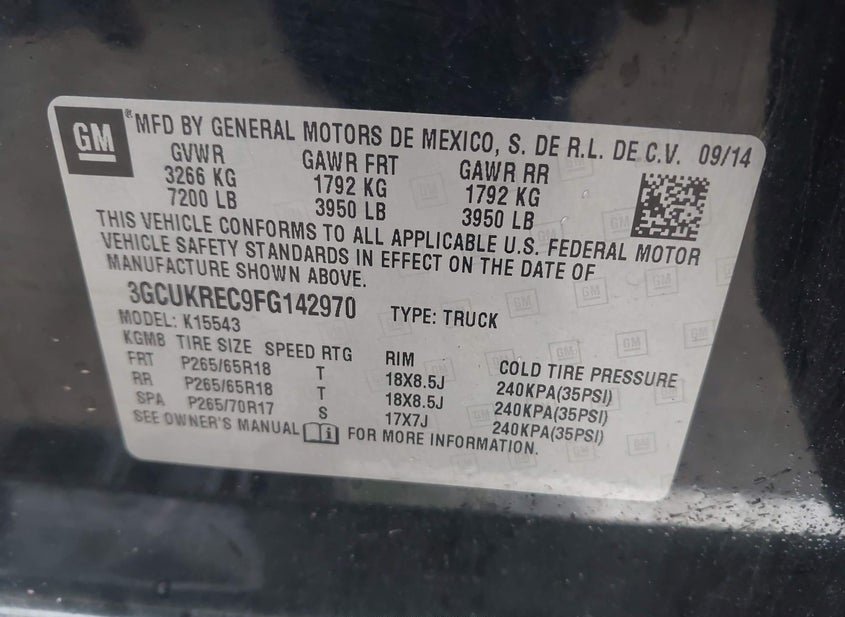 GM ® MFD BY GENERAL MOTORS DE MEXICO, S. DE R.L. DE C.V. 09/14
GVWR GAWR FRT GAWR RR
3266 KG 1792 KG 1792 KG
7200 LB 3950 LB 3950 LB
THIS VEHICLE CONFORMS TO ALL APPLICABLE U.S. FEDERAL MOTOR
VEHICLE SAFETY STANDARDS IN EFFECT ON THE DATE OF
MANUFACTURE SHOWN ABOVE.
3GCUKREC9FG142970 TYPE: TRUCK
MODEL: K15543
KGM8 TIRE SIZE SPEED RTG RIM COLD TIRE PRESSURE
FRT P265/65R18 T 18X8.5J 240KPA(35PSI)
RR P265/65R18 T 18X8.5J 240KPA(35PSI)
SPA P265/70R17 S 17X7J 240KPA(35PSI)
SEE OWNER'S MANUAL FOR MORE INFORMATION.